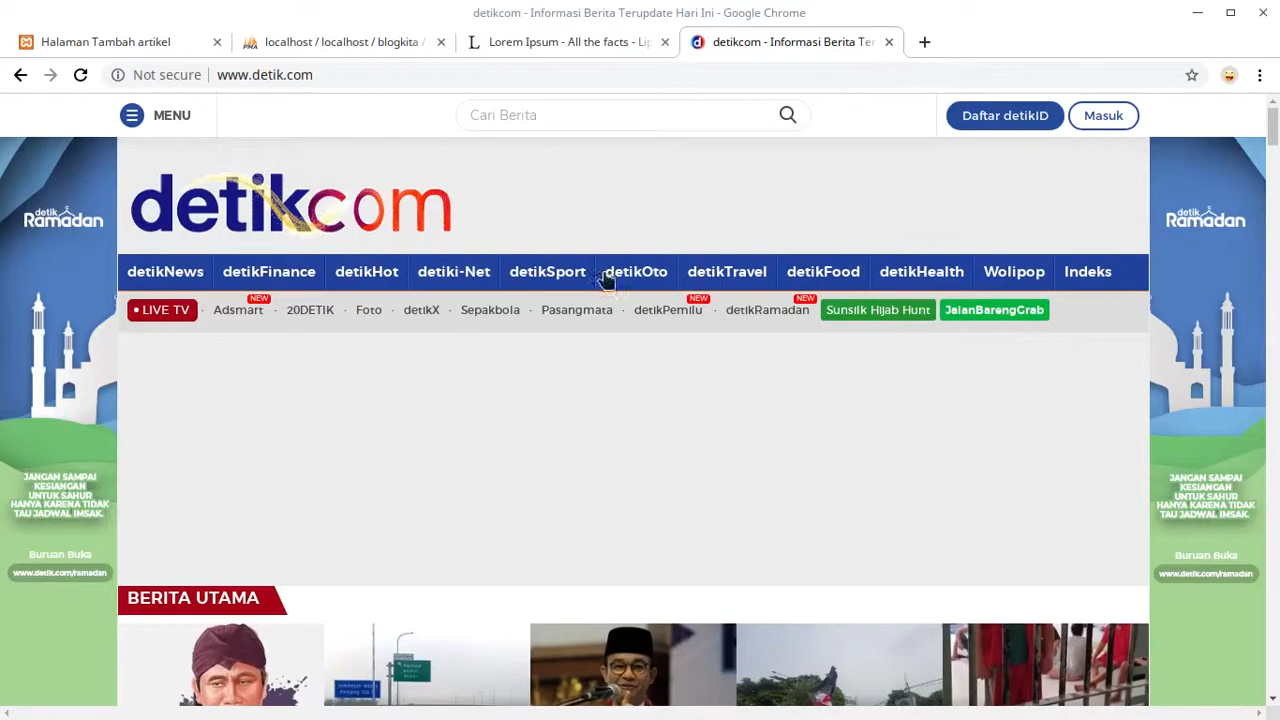 detikcom - Informasi Berita Terupdate Hari Ini - Google Chrome
Halaman Tambah artikel
localhost / localhost / blogkita /
Lorem Ipsum - All the facts - Lip
detikcom - Informasi Berita Ter
Not secure
www.detik.com
MENU
Cari Berita
Daftar detikID
Masuk
detik
Ramadan
detikcom
detik
Ramadan
detikNews detikFinance detikHot detiki-Net detikSport detikOto detikTravel detikFood detikHealth Wolipop Indeks
NEW NEW NEW
• LIVE TV · Adsmart · 20DETIK · Foto · detikX · Sepakbola · Pasangmata · detikPemilu · detikRamadan Sunsilk Hijab Hunt JalanBarengGrab
JANGAN SAMPAI
KESIANGAN
UNTUK SAHUR
HANYA KARENA TIDAK
TAU JADWAL IMSAK.
Buruan Buka
www.detik.com/ramadan
JANGAN SAMPAI
KESIANGAN
UNTUK SAHUR
HANYA KARENA TIDAK
TAU JADWAL IMSAK.
Buruan Buka
www.detik.com/ramadan
BERITA UTAMA